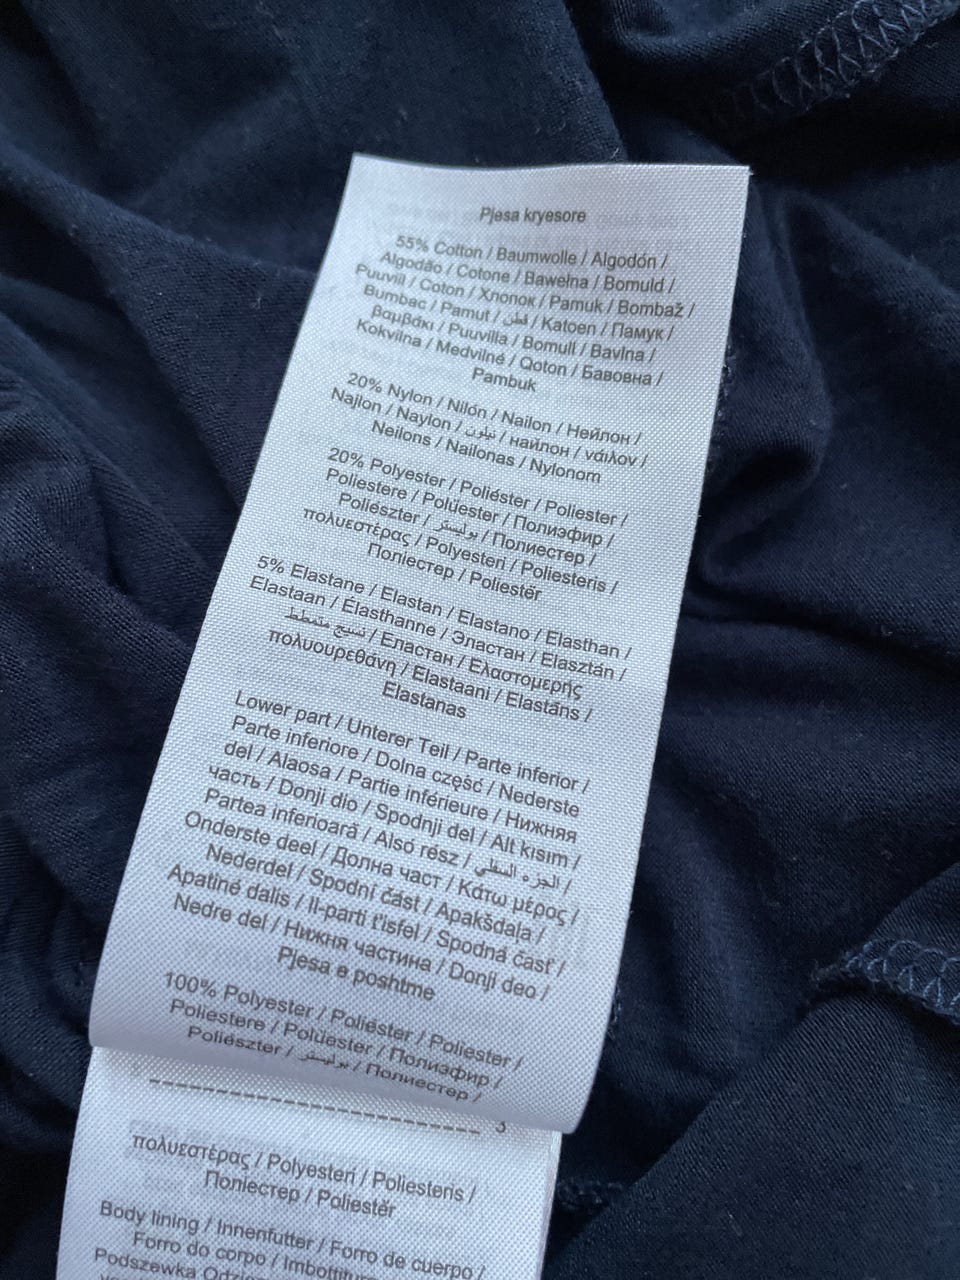 Pjesa kryesore
55% Cotton / Baumwolle / Algodón /
Algodão / Cotone / Bawełna / Bomuld /
Puuvill / Coton / Хлопок / Pamuk / Bombaž /
Bumbac / Pamut / قطن / Katoen / Памук /
βαμβάκι / Puuvilla / Bomull / Bavlna /
Kokvilna / Medvilnė / Qoton / Бавовна /
Pambuk
20% Nylon / Nilón / Nailon / Нейлон /
Najlon / Naylon / نيلون / найлон / νάιλον /
Neilons / Nailonas / Nylonom
20% Polyester / Poliéster / Poliester /
Poliestere / Polüester / Полиэфир /
Poliészter / بوليستر / Полиестер /
πολυεστέρας / Polyesteri / Poliesteris /
Поліестер / Poliestër
5% Elastane / Elastan / Elastano / Elasthan /
Elastaan / Élasthanne / Эластан / Elasztán /
نسيج متمطط / Еластан / Ελαστομερής
πολυουρεθάνη / Elastaani / Elastāns /
Elastanas
Lower part / Unterer Teil / Parte inferior /
Parte inferiore / Dolna część / Nederste
del / Alaosa / Partie inférieure / Нижняя
часть / Donji dio / Spodnji del / Alt kısım /
Partea inferioară / Alsó rész / الجزء السفلي /
Onderste deel / Долна част / Κάτω μέρος /
Nederdel / Spodní část / Apakšdaļa /
Apatinė dalis / Il-parti t'isfel / Spodná časť /
Nedre del / Нижня частина / Donji deo /
Pjesa e poshtme
100% Polyester / Poliéster / Poliester /
Poliestere / Polüester / Полиэфир /
Poliészter / بوليستر / Полиестер /
3
πολυεστέρας / Polyesteri / Poliesteris /
Поліестер / Poliestër
Body lining / Innenfutter / Forro de cuerpo /
Forro do corpo / Imbottitura
Podszewka